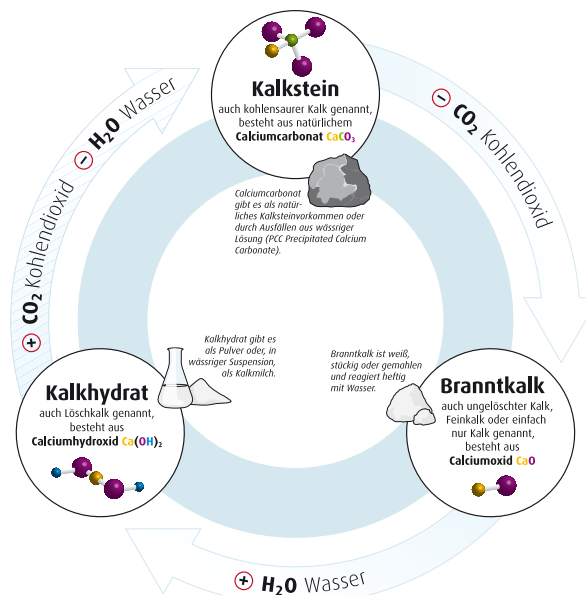 Kalkstein
auch kohlensaurer Kalk genannt,
besteht aus natürlichem
Calciumcarbonat CaCO₃
Calciumcarbonat
gibt es als natür-
liches Kalksteinvorkommen oder
durch Ausfällen aus wässriger
Lösung (PCC Precipitated Calcium
Carbonate).
− CO₂ Kohlendioxid
Branntkalk ist weiß,
stückig oder gemahlen
und reagiert heftig
mit Wasser.
Branntkalk
auch ungelöschter Kalk,
Feinkalk oder einfach
nur Kalk genannt,
besteht aus
Calciumoxid CaO
+ H₂O Wasser
Kalkhydrat gibt es
als Pulver oder, in
wässriger Suspension,
als Kalkmilch.
Kalkhydrat
auch Löschkalk genannt,
besteht aus
Calciumhydroxid Ca(OH)₂
+ CO₂ Kohlendioxid
− H₂O Wasser